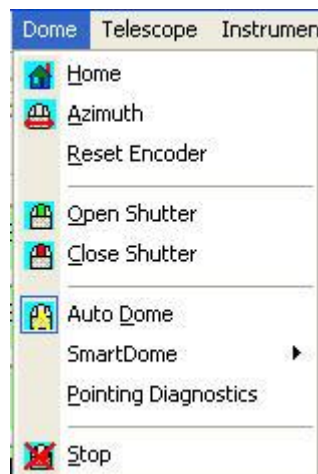 Dome Telescope Instrumen
Home
Azimuth
Reset Encoder
Open Shutter
Close Shutter
Auto Dome
SmartDome
Pointing Diagnostics
Stop